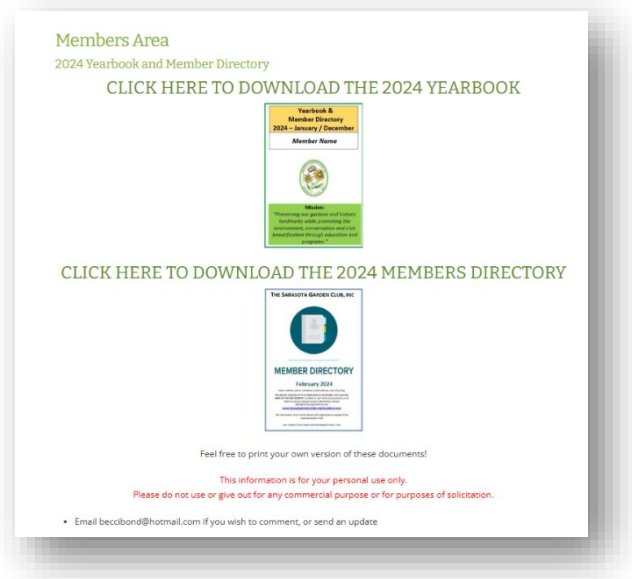 Members Area
2024 Yearbook and Member Directory
CLICK HERE TO DOWNLOAD THE 2024 YEARBOOK
Yearbook &
Member Directory
2024 – January / December
Member Name
Mission:
"Preserving our gardens and historic
landmarks while promoting the
environment, conservation and civic
beautification through education and
programs."
CLICK HERE TO DOWNLOAD THE 2024 MEMBERS DIRECTORY
THE SARASOTA GARDEN CLUB, INC
MEMBER DIRECTORY
February 2024
Feel free to print your own version of these documents!
This information is for your personal use only.
Please do not use or give out for any commercial purpose or for purposes of solicitation.
• Email beccibond@hotmail.com if you wish to comment, or send an update